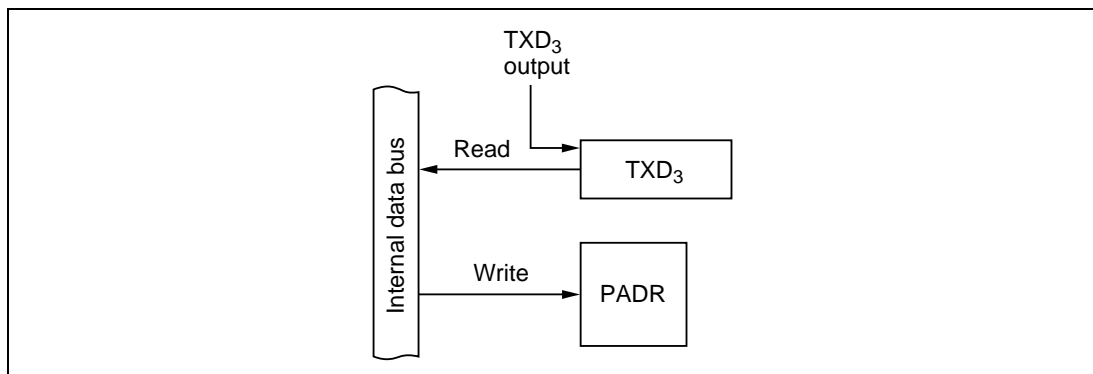 TXD₃
output
Internal data bus
Read
TXD₃
Write
PADR